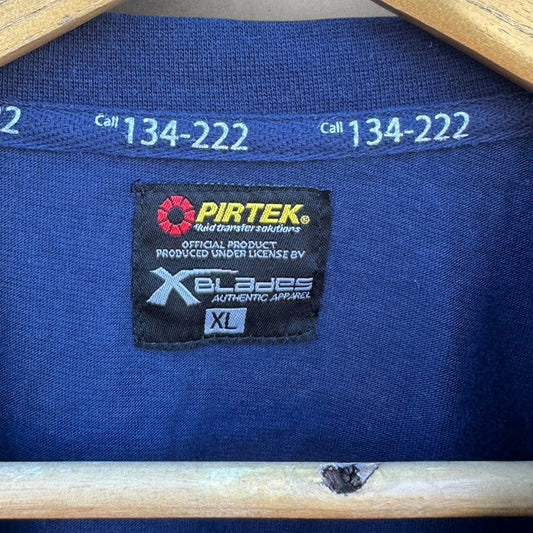 22 Call 134-222 Call 134-222
PIRTEK®
fluid transfer solutions
OFFICIAL PRODUCT
PRODUCED UNDER LICENSE BY
XBLADES
AUTHENTIC APPAREL
XL